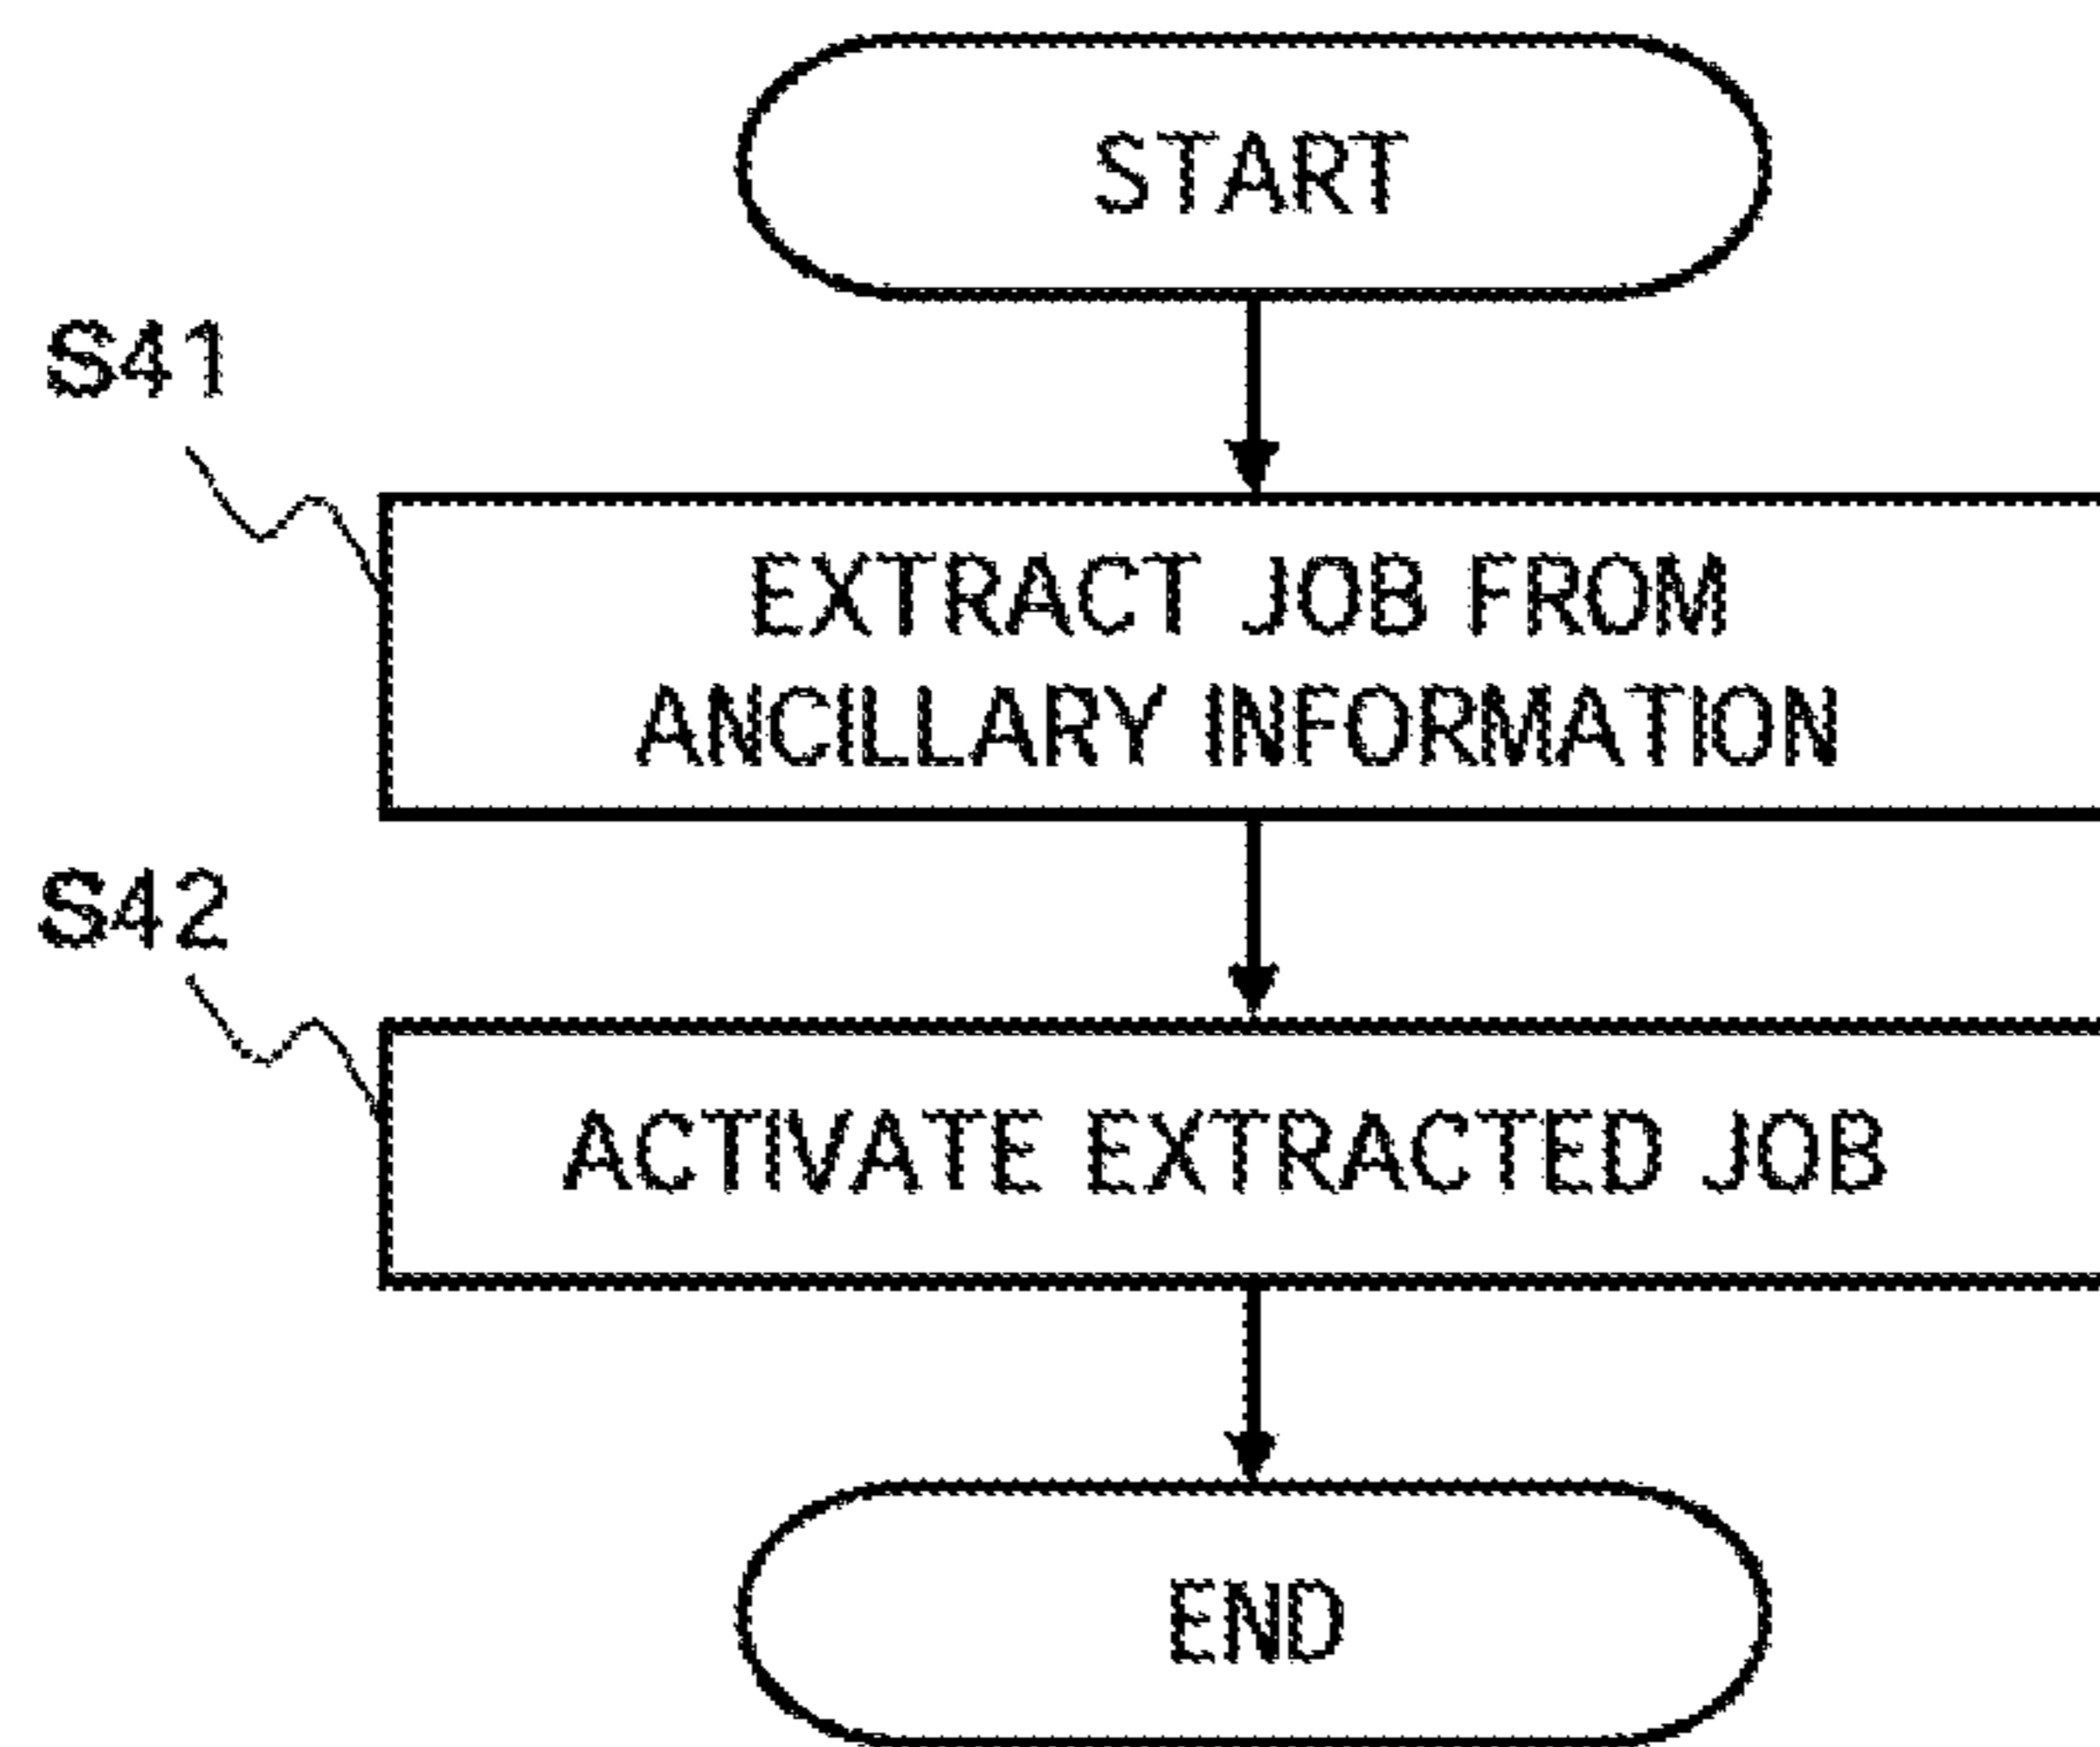 START
S41
EXTRACT JOB FROM
ANCILLARY INFORMATION
S42
ACTIVATE EXTRACTED JOB
END